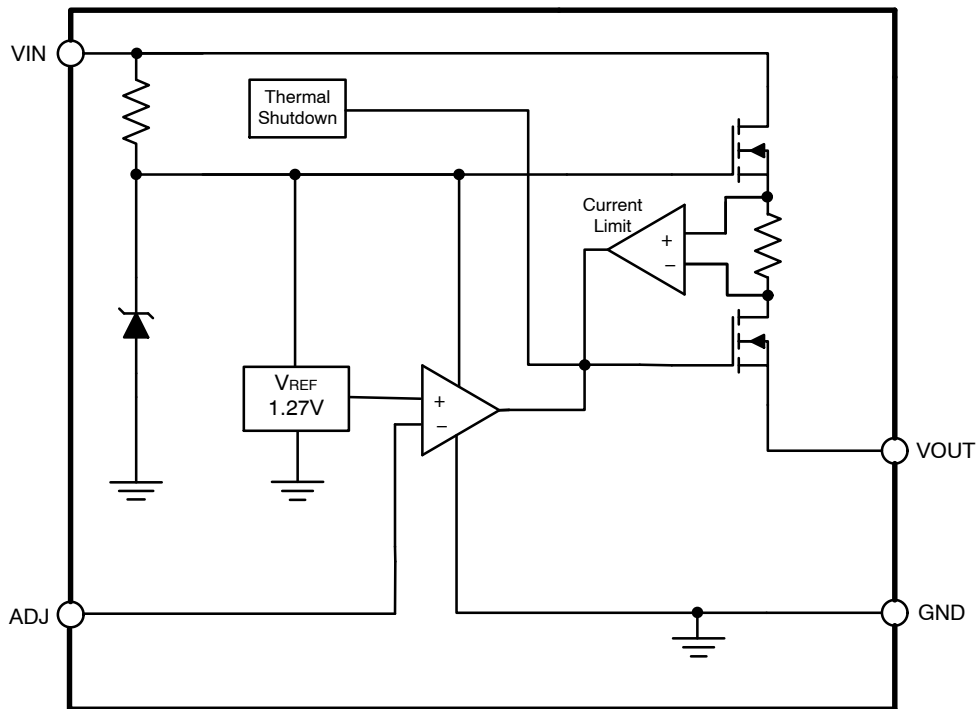 VIN
Thermal
Shutdown
Current
Limit
+
−
VREF
1.27V
+
−
VOUT
ADJ
GND